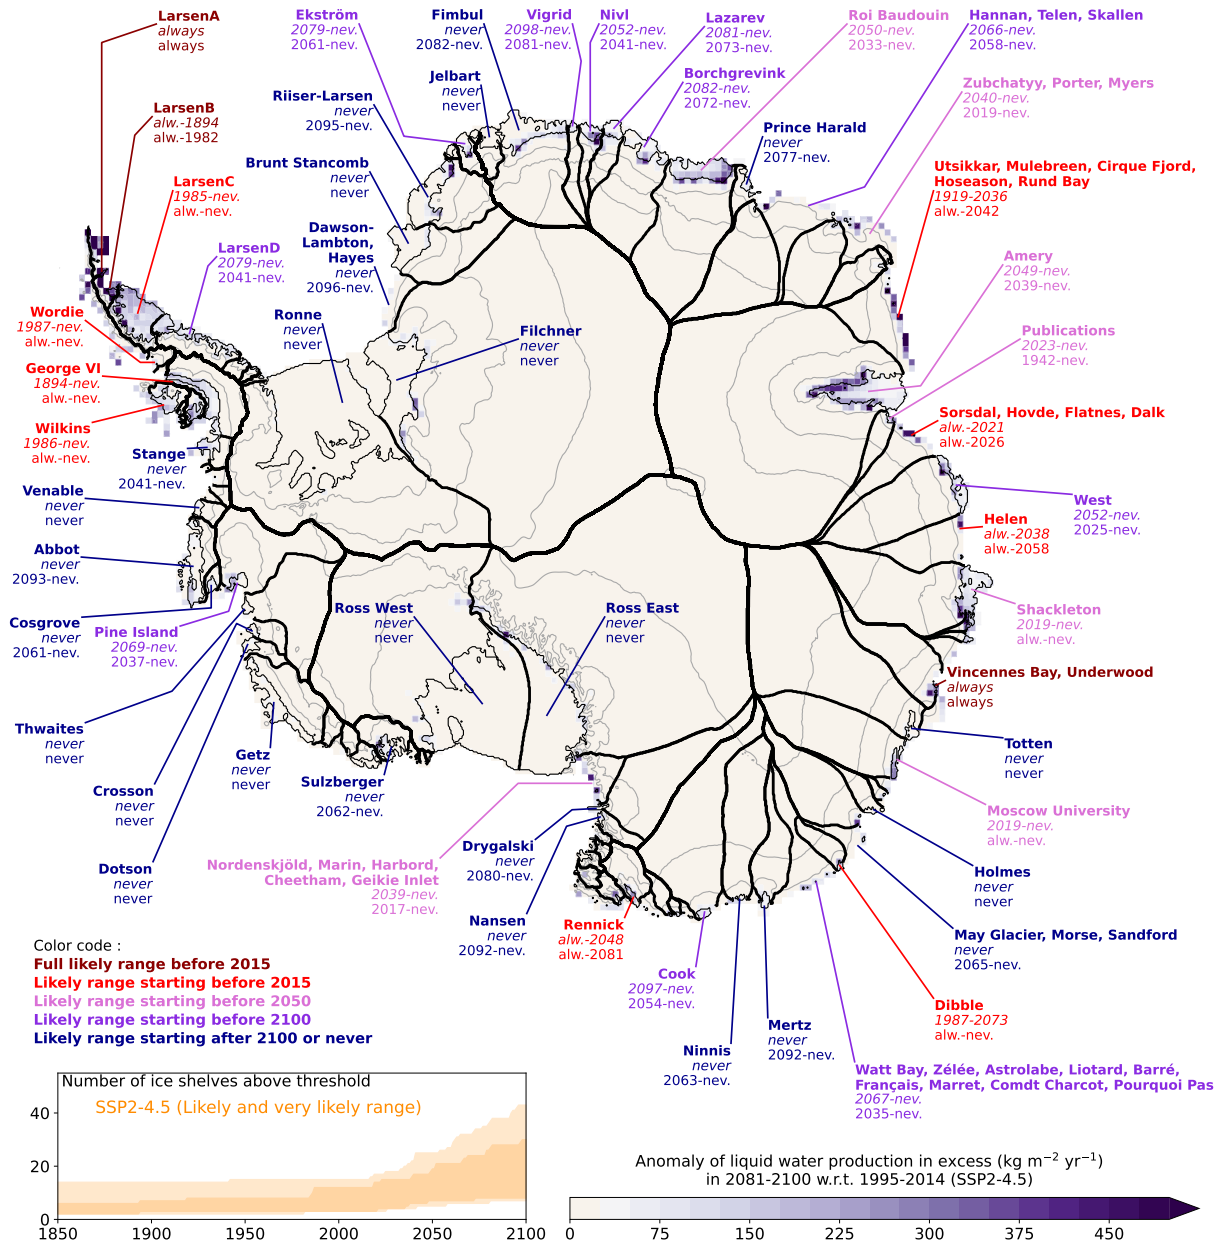 LarsenA
always
always
Ekström
2079-nev.
2061-nev.
Fimbul
never
2082-nev.
Vigrid
2098-nev.
2081-nev.
Nivl
2052-nev.
2041-nev.
Lazarev
2081-nev.
2073-nev.
Roi Baudouin
2050-nev.
2033-nev.
Hannan, Telen, Skallen
2066-nev.
2058-nev.
Jelbart
never
never
Borchgrevink
2082-nev.
2072-nev.
Zubchatyy, Porter, Myers
2040-nev.
2019-nev.
LarsenB
alw.-1894
alw.-1982
Riiser-Larsen
never
2095-nev.
Prince Harald
never
2077-nev.
Brunt Stancomb
never
never
Utsikkar, Mulebreen, Cirque Fjord,
Hoseason, Rund Bay
1919-2036
alw.-2042
LarsenC
1985-nev.
alw.-nev.
Dawson-
Lambton,
Hayes
never
2096-nev.
LarsenD
2079-nev.
2041-nev.
Amery
2049-nev.
2039-nev.
Wordie
1987-nev.
alw.-nev.
Ronne
never
never
Filchner
never
never
Publications
2023-nev.
1942-nev.
George VI
1894-nev.
alw.-nev.
Wilkins
1986-nev.
alw.-nev.
Sorsdal, Hovde, Flatnes, Dalk
alw.-2021
alw.-2026
Stange
never
2041-nev.
Venable
never
never
West
2052-nev.
2025-nev.
Helen
alw.-2038
alw.-2058
Abbot
never
2093-nev.
Cosgrove
never
2061-nev.
Pine Island
2069-nev.
2037-nev.
Ross West
never
never
Ross East
never
never
Shackleton
2019-nev.
alw.-nev.
Vincennes Bay, Underwood
always
always
Thwaites
never
never
Getz
never
never
Sulzberger
never
2062-nev.
Totten
never
never
Crosson
never
never
Moscow University
2019-nev.
alw.-nev.
Dotson
never
never
Nordenskjöld, Marin, Harbord,
Cheetham, Geikie Inlet
2039-nev.
2017-nev.
Drygalski
never
2080-nev.
Holmes
never
never
Nansen
never
2092-nev.
Rennick
alw.-2048
alw.-2081
May Glacier, Morse, Sandford
never
2065-nev.
Cook
2097-nev.
2054-nev.
Dibble
1987-2073
alw.-nev.
Ninnis
never
2063-nev.
Mertz
never
2092-nev.
Watt Bay, Zélée, Astrolabe, Liotard, Barré,
Français, Marret, Comdt Charcot, Pourquoi Pas
2067-nev.
2035-nev.
Color code :
Full likely range before 2015
Likely range starting before 2015
Likely range starting before 2050
Likely range starting before 2100
Likely range starting after 2100 or never
Number of ice shelves above threshold
SSP2-4.5 (Likely and very likely range)
40
20
0
1850 1900 1950 2000 2050 2100
Anomaly of liquid water production in excess (kg m⁻² yr⁻¹)
in 2081-2100 w.r.t. 1995-2014 (SSP2-4.5)
0 75 150 225 300 375 450